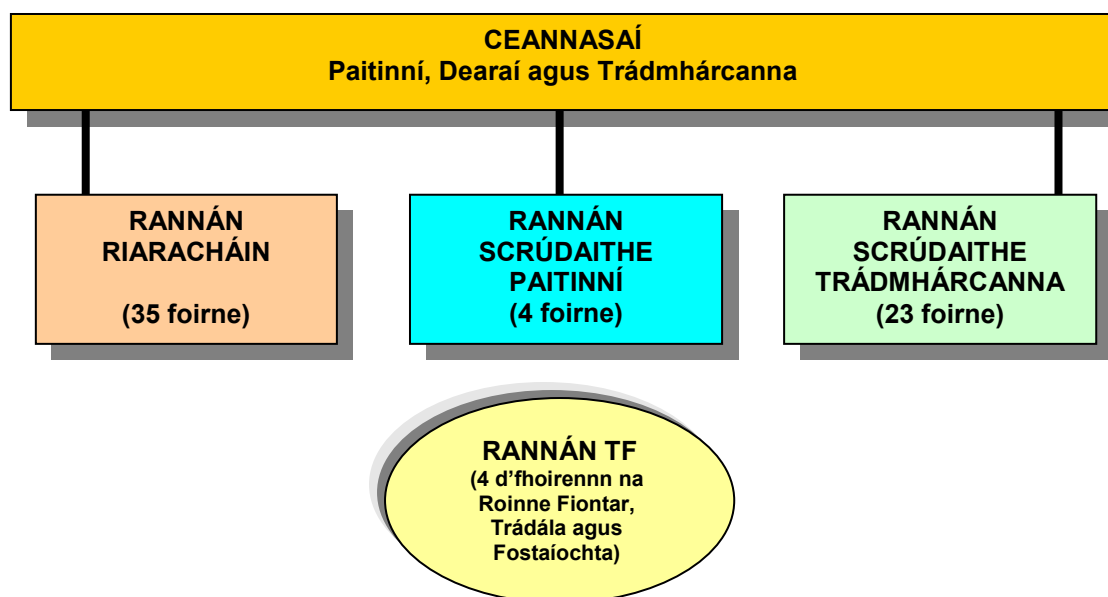 CEANNASAÍ
Paitinní, Dearaí agus Trádmhárcanna
RANNÁN
RIARACHÁIN
(35 foirne)
RANNÁN
SCRÚDAITHE
PAITINNÍ
(4 foirne)
RANNÁN
SCRÚDAITHE
TRÁDMHÁRCANNA
(23 foirne)
RANNÁN TF
(4 d'fhoirennn na
Roinne Fiontar,
Trádála agus
Fostaíochta)